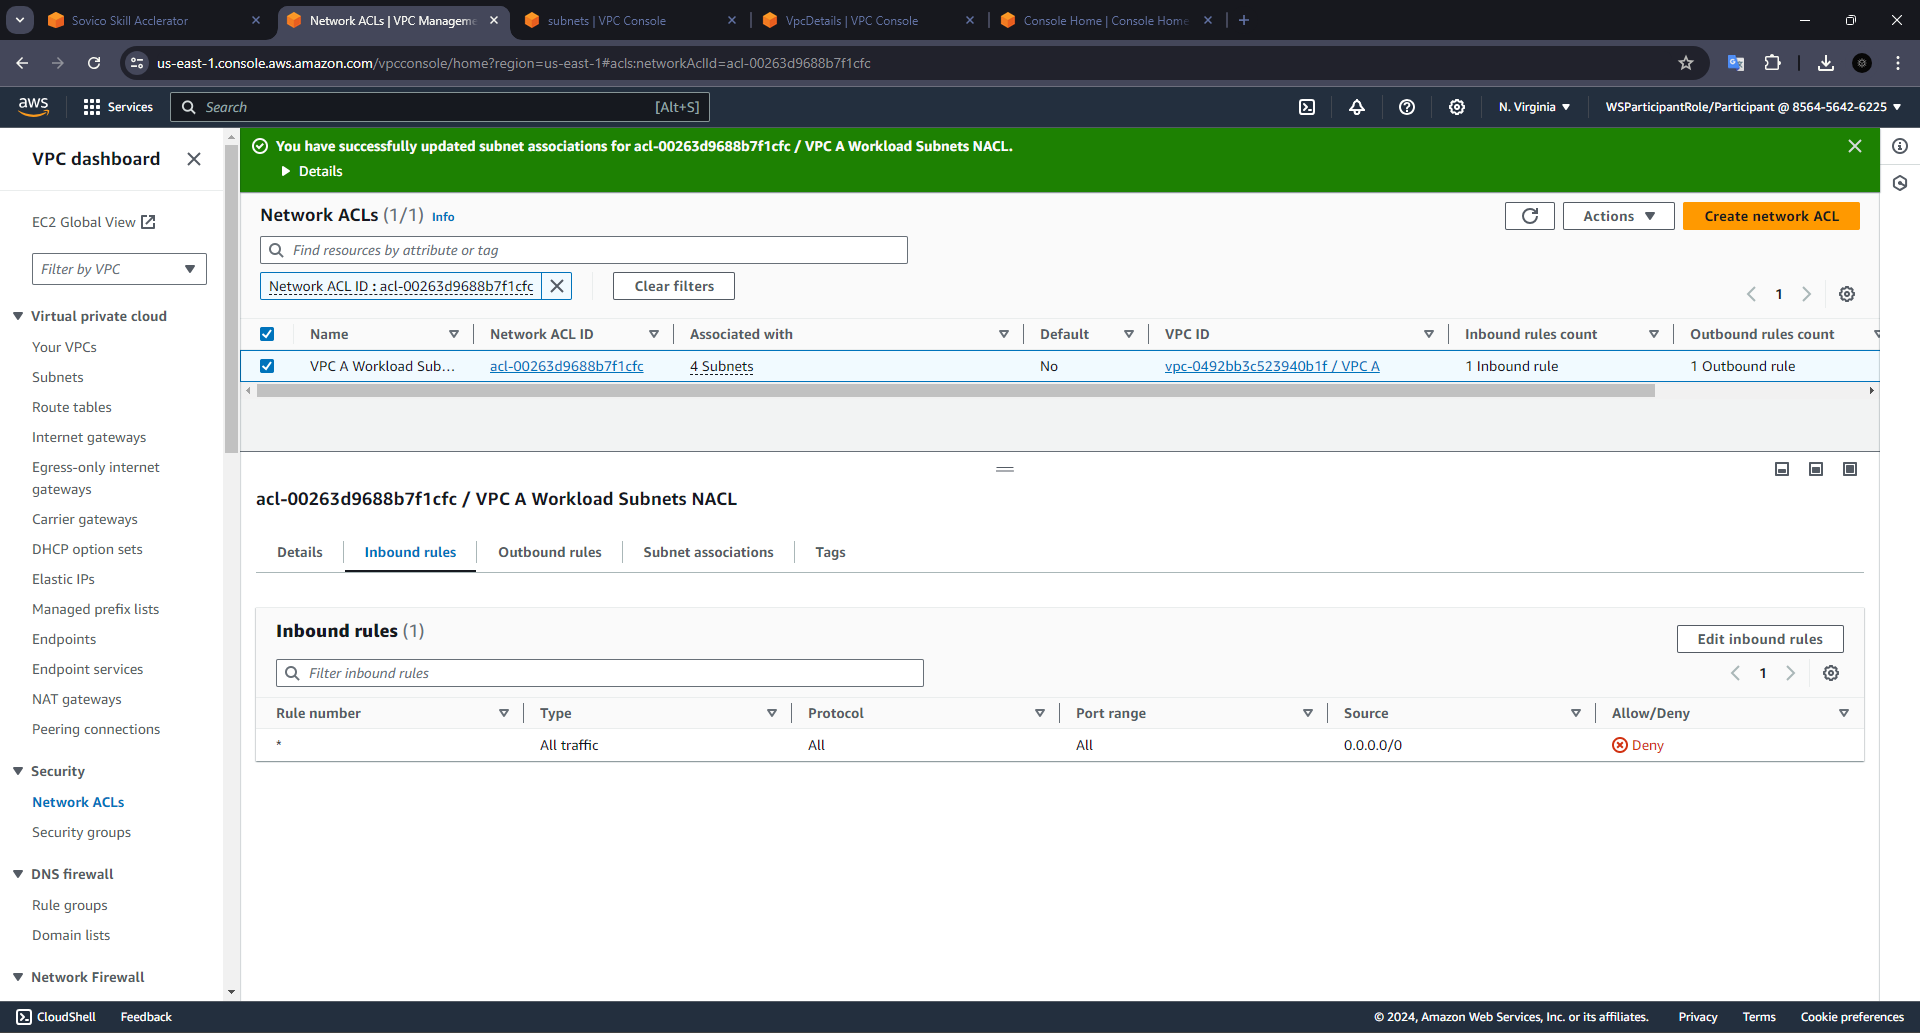 Sovico Skill Acclerator
Network ACLs | VPC Manageme
subnets | VPC Console
VpcDetails | VPC Console
Console Home | Console Home
us-east-1.console.aws.amazon.com/vpcconsole/home?region=us-east-1#acls:networkAclId=acl-00263d9688b7f1cfc
aws
Services
Search
[Alt+S]
N. Virginia
WSParticipantRole/Participant @ 8564-5642-6225
VPC dashboard
EC2 Global View
Filter by VPC
Virtual private cloud
Your VPCs
Subnets
Route tables
Internet gateways
Egress-only internet
gateways
Carrier gateways
DHCP option sets
Elastic IPs
Managed prefix lists
Endpoints
Endpoint services
NAT gateways
Peering connections
Security
Network ACLs
Security groups
DNS firewall
Rule groups
Domain lists
Network Firewall
You have successfully updated subnet associations for acl-00263d9688b7f1cfc / VPC A Workload Subnets NACL.
Details
Network ACLs (1/1) Info
Actions
Create network ACL
Find resources by attribute or tag
Network ACL ID : acl-00263d9688b7f1cfc
Clear filters
1
Name Network ACL ID Associated with Default VPC ID Inbound rules count Outbound rules count
VPC A Workload Sub... acl-00263d9688b7f1cfc 4 Subnets No vpc-0492bb3c523940b1f / VPC A 1 Inbound rule 1 Outbound rule
acl-00263d9688b7f1cfc / VPC A Workload Subnets NACL
Details Inbound rules Outbound rules Subnet associations Tags
Inbound rules (1)
Edit inbound rules
Filter inbound rules
1
Rule number Type Protocol Port range Source Allow/Deny
* All traffic All All 0.0.0.0/0 Deny
CloudShell Feedback
© 2024, Amazon Web Services, Inc. or its affiliates. Privacy Terms Cookie preferences